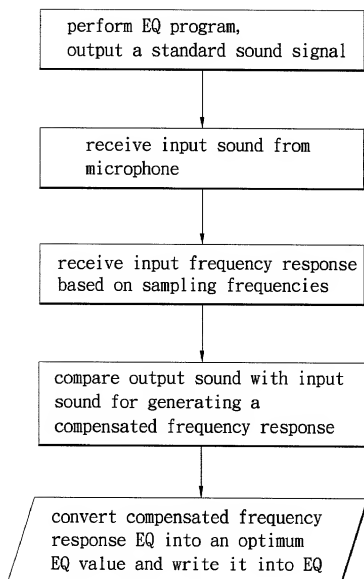 perform EQ program,
output a standard sound signal
receive input sound from
microphone
receive input frequency response
based on sampling frequencies
compare output sound with input
sound for generating a
compensated frequency response
convert compensated frequency
response EQ into an optimum
EQ value and write it into EQ